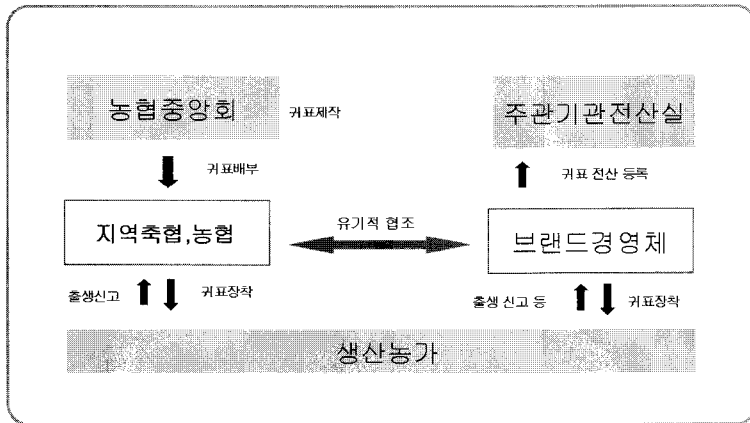 농협중앙회
귀표제작
주관기관전산실
귀표배부
귀표 전산 등록
지역축협,농협
유기적 협조
브랜드경영체
출생신고
귀표장착
출생 신고 등
귀표장착
생산농가